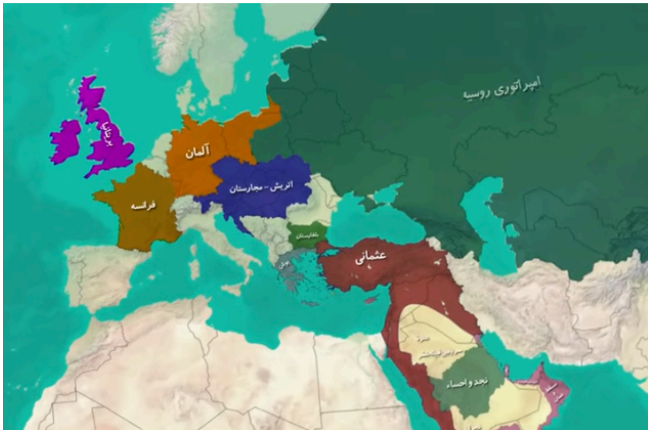 امپراتوری روسیه
بریتانیا
آلمان
اتریش - مجارستان
فرانسه
بلغارستان
عثمانی
نجد و احساء